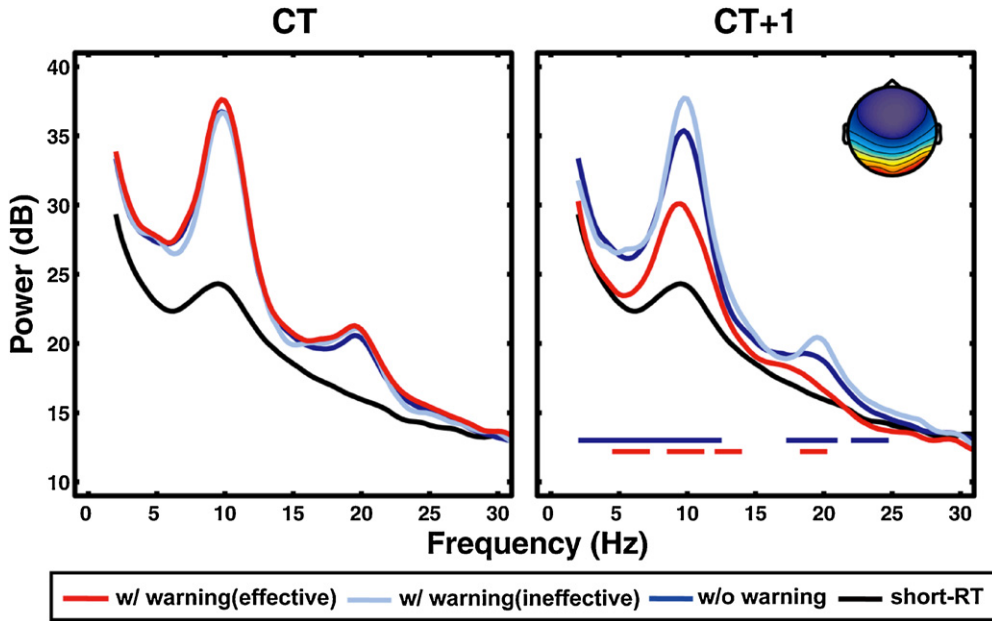 CT
CT+1
Power (dB)
40
35
30
25
20
15
10
0 5 10 15 20 25 30
0 5 10 15 20 25 30
Frequency (Hz)
w/ warning(effective) w/ warning(ineffective) w/o warning short-RT